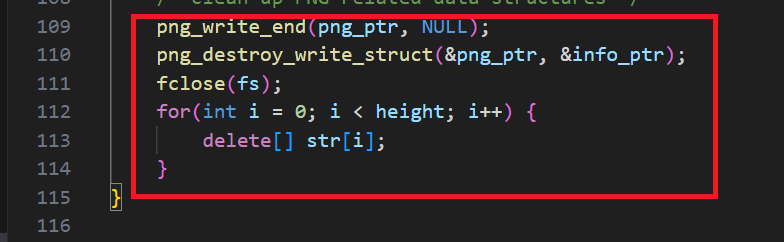 108 /* Clean up PNG-related data structures */
109 png_write_end(png_ptr, NULL);
110 png_destroy_write_struct(&png_ptr, &info_ptr);
111 fclose(fs);
112 for(int i = 0; i < height; i++) {
113 delete[] str[i];
114 }
115 }
116